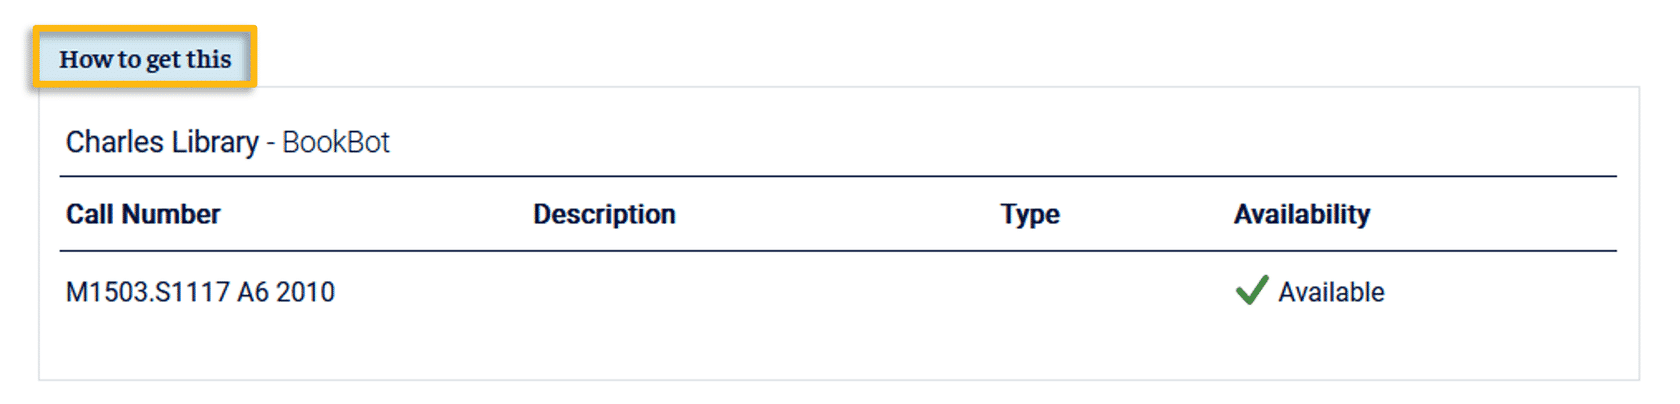 How to get this
Charles Library - BookBot
Call Number Description Type Availability
M1503.S1117 A6 2010 Available